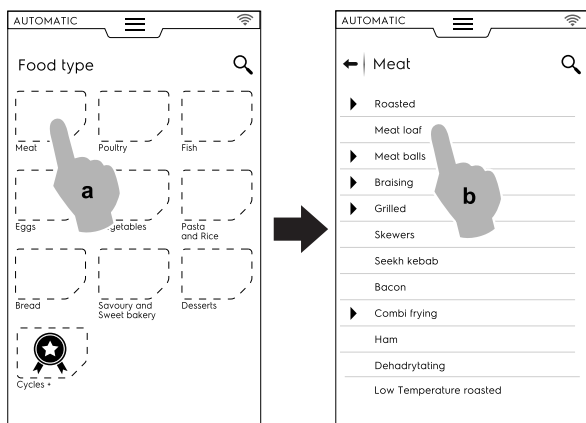 AUTOMATIC
Food type
Meat
Poultry
Fish
a
Eggs
getables
Pasta
and Rice
Bread
Savoury and
Sweet bakery
Desserts
Cycles +
AUTOMATIC
Meat
Roasted
Meat loaf
Meat balls
Braising
b
Grilled
Skewers
Seekh kebab
Bacon
Combi frying
Ham
Dehadrytating
Low Temperature roasted